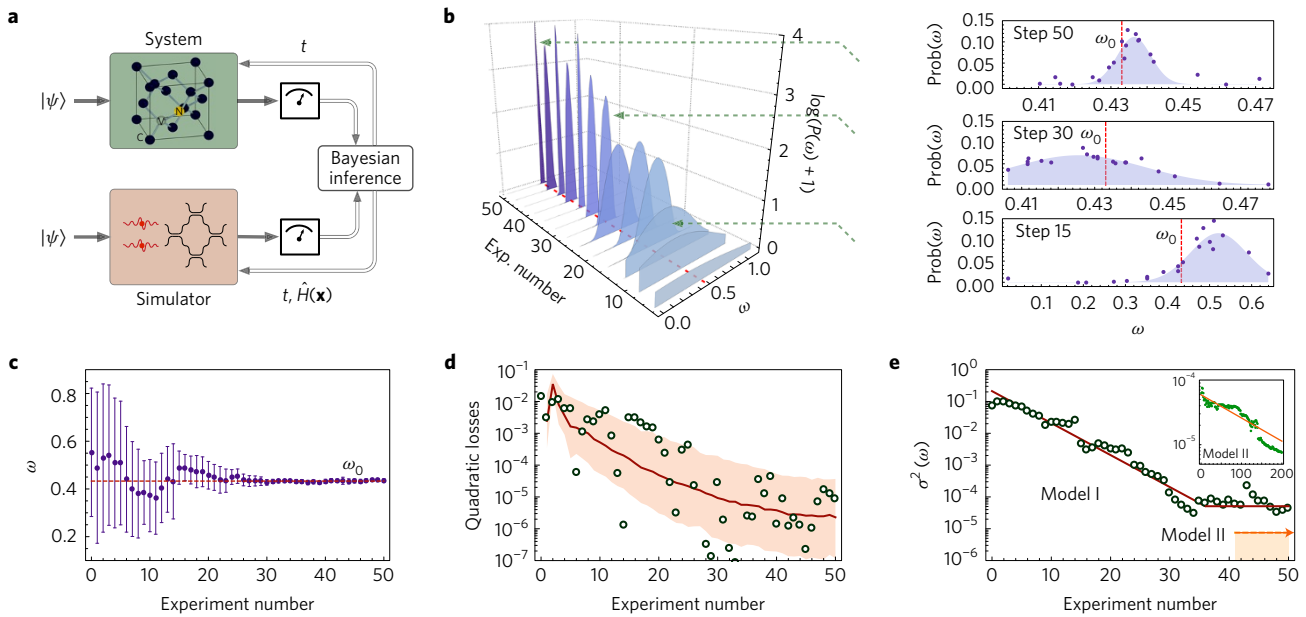 a
System
t
|ψ⟩
N
V
C
Bayesian
inference
|ψ⟩
Simulator
t, Ĥ(x)
b
4
3
2
1
0
log(P(ω) + 1)
50
40
30
20
10
Exp. number
0.0
0.5
1.0
ω
Step 50
ω₀
Prob(ω)
0.15
0.10
0.05
0.00
0.41 0.43 0.45 0.47
Step 30
ω₀
Prob(ω)
0.15
0.10
0.05
0.00
0.43 0.45 0.47
Step 15
ω₀
Prob(ω)
0.15
0.10
0.05
0.00
0.1 0.2 0.3 0.4 0.5 0.6
ω
c
0.8
0.6
0.4
0.2
ω
ω₀
0 10 20 30 40 50
Experiment number
d
10⁻¹
10⁻²
10⁻³
10⁻⁴
10⁻⁵
10⁻⁶
10⁻⁷
Quadratic losses
0 10 20 30 40 50
Experiment number
e
10⁰
10⁻¹
10⁻²
10⁻³
10⁻⁴
10⁻⁵
10⁻⁶
σ² (ω)
10⁻⁴
10⁻⁵
Model II
0 100 200
Model I
Model II
0 10 20 30 40 50
Experiment number